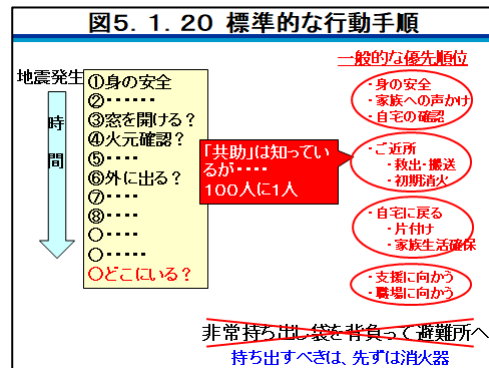 図5.1.20 標準的な行動手順
地震発生
時
間
①身の安全
②‥‥‥
③窓を開ける?
④火元確認?
⑤‥‥
⑥外に出る?
⑦‥‥
⑧‥‥
○‥‥
○‥‥‥
○どこにいる?
「共助」は知ってい
るが‥‥
100人に1人
一般的な優先順位
・身の安全
・家族への声かけ
・自宅の確認
・ご近所
・救出・搬送
・初期消火
・自宅に戻る
・片付け
・家族生活確保
・支援に向かう
・職場に向かう
非常持ち出し袋を背負って避難所へ
持ち出すべきは、先ずは消火器